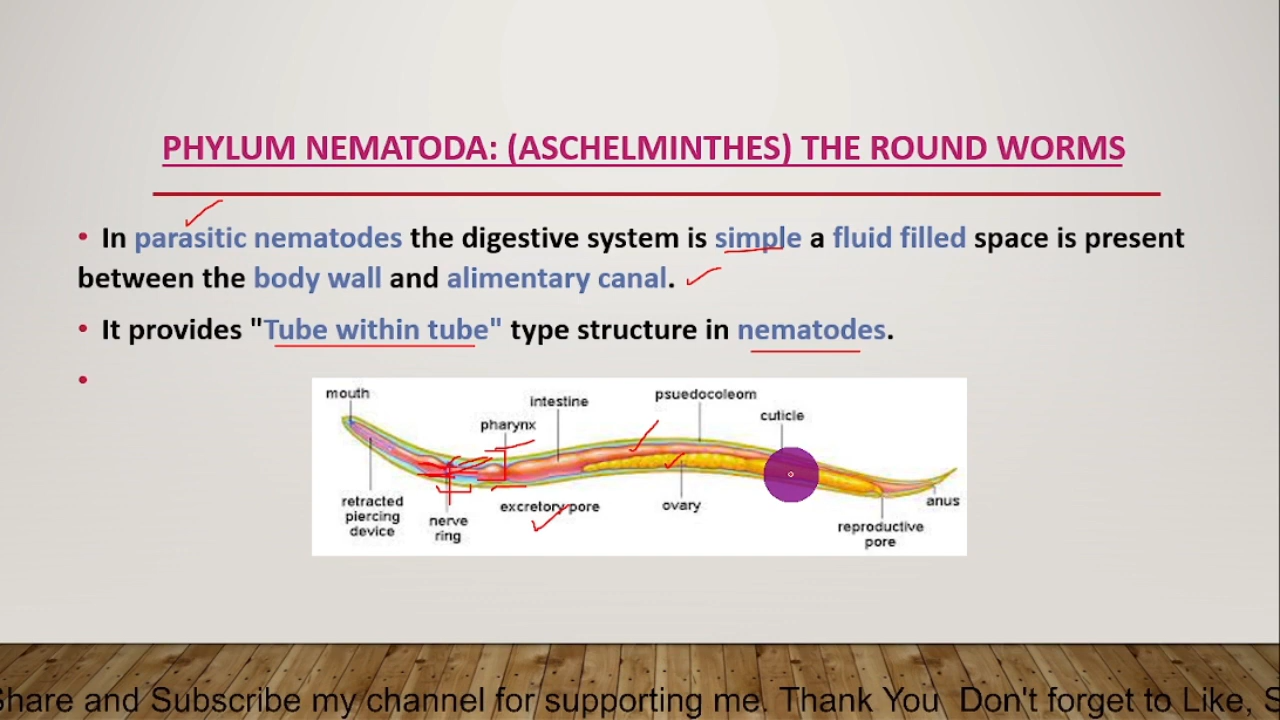 PHYLUM NEMATODA: (ASCHELMINTHES) THE ROUND WORMS
• In parasitic nematodes the digestive system is simple a fluid filled space is present
between the body wall and alimentary canal.
• It provides "Tube within tube" type structure in nematodes.
•
mouth
intestine
psuedocoleom
pharynx
cuticle
retracted
piercing
device
nerve
ring
excretory pore
ovary
reproductive
pore
anus
Share and Subscribe my channel for supporting me. Thank You Don't forget to Like, S